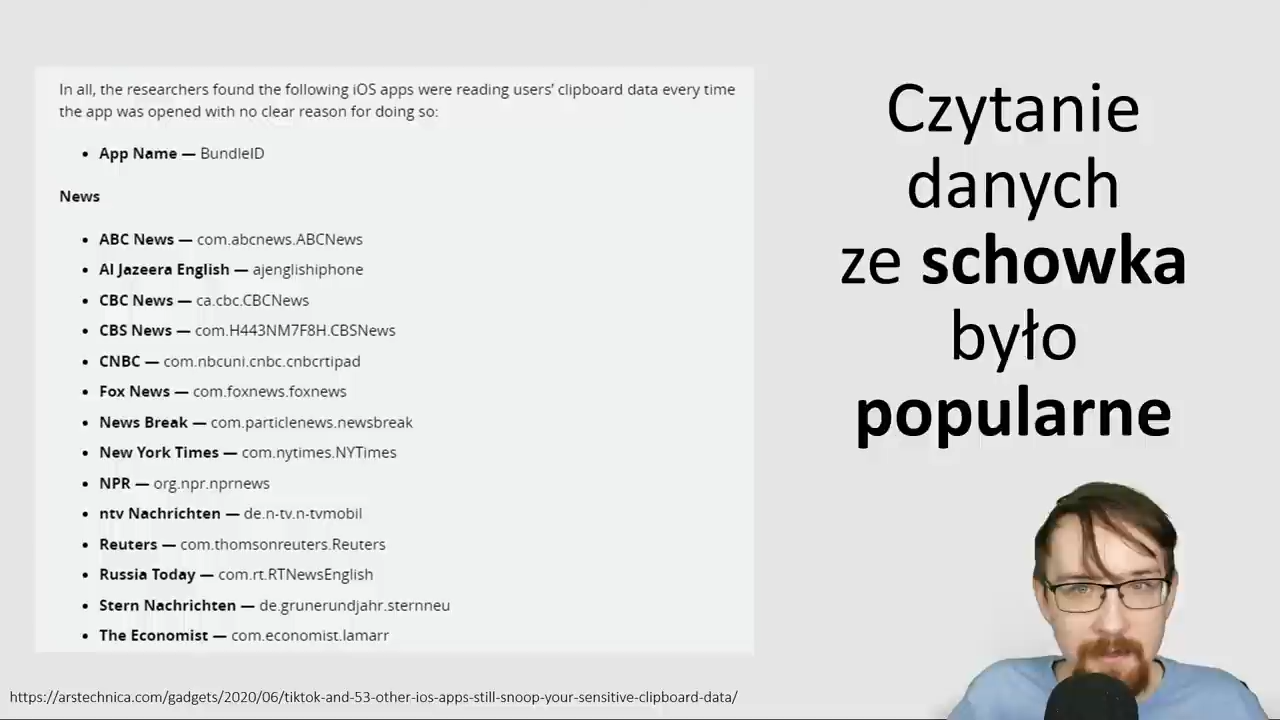 In all, the researchers found the following iOS apps were reading users’ clipboard data every time
the app was opened with no clear reason for doing so:
• App Name — BundleID
News
• ABC News — com.abcnews.ABCNews
• Al Jazeera English — ajenglishiphone
• CBC News — ca.cbc.CBCNews
• CBS News — com.H443NM7F8H.CBSNews
• CNBC — com.nbcuni.cnbc.cnbcrtipad
• Fox News — com.foxnews.foxnews
• News Break — com.particlenews.newsbreak
• New York Times — com.nytimes.NYTimes
• NPR — org.npr.nprnews
• ntv Nachrichten — de.n-tv.n-tvmobil
• Reuters — com.thomsonreuters.Reuters
• Russia Today — com.rt.RTNewsEnglish
• Stern Nachrichten — de.grunerundjahr.sternneu
• The Economist — com.economist.lamarr
https://arstechnica.com/gadgets/2020/06/tiktok-and-53-other-ios-apps-still-snoop-your-sensitive-clipboard-data/
Czytanie
danych
ze schowka
było
popularne